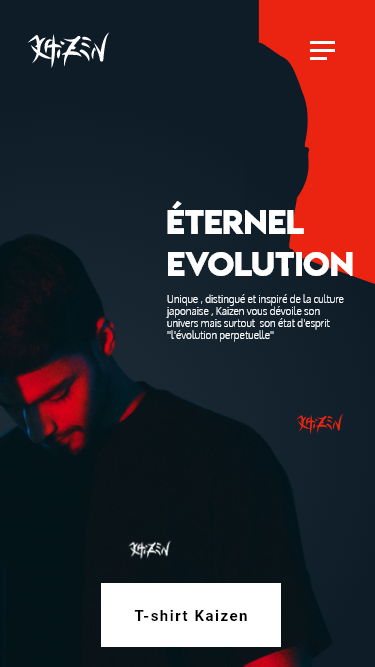 KAIZEN
ÉTERNEL
EVOLUTION
Unique , distingué et inspiré de la culture
japonaise , Kaizen vous dévoile son
univers mais surtout  son état d'esprit
"l'évolution perpetuelle"
KAIZEN
KAIZEN
T-shirt Kaizen